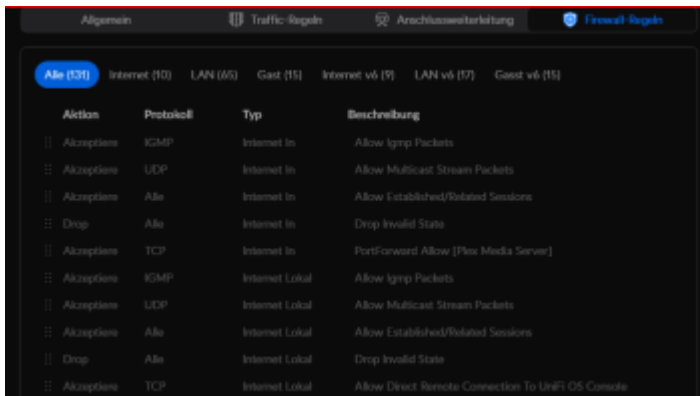 Allgemein Traffic-Regeln Anschlussweiterleitung Firewall-Regeln
Alle (131) Internet (10) LAN (65) Gast (15) Internet v6 (9) LAN v6 (17) Gasst v6 (15)
Aktion Protokoll Typ Beschreibung
Akzeptiere IGMP Internet In Allow Igmp Packets
Akzeptiere UDP Internet In Allow Multicast Stream Packets
Akzeptiere Alle Internet In Allow Established/Related Sessions
Drop Alle Internet In Drop Invalid State
Akzeptiere TCP Internet In PortForward Allow [Plex Media Server]
Akzeptiere IGMP Internet Lokal Allow Igmp Packets
Akzeptiere UDP Internet Lokal Allow Multicast Stream Packets
Akzeptiere Alle Internet Lokal Allow Established/Related Sessions
Drop Alle Internet Lokal Drop Invalid State
Akzeptiere TCP Internet Lokal Allow Direct Remote Connection To UniFi OS Console